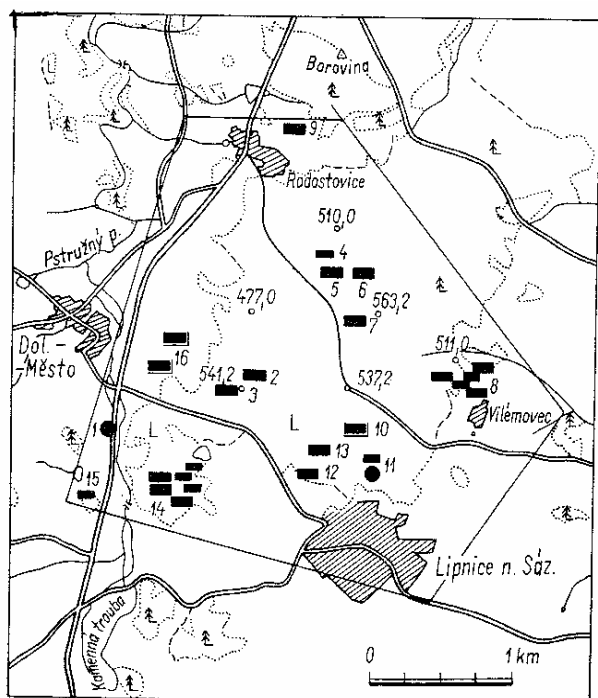 Borovina
9
Radostovice
510,0
Pstružný p.
4
5
6
477,0
563,2
7
Dol.-
-Město
16
511,0
541,2
2
3
537,2
8
Vilémovec
1
L
L
10
13
12
11
15
14
Lipnice n. Sáz.
Kamenná trouba
0
1 km